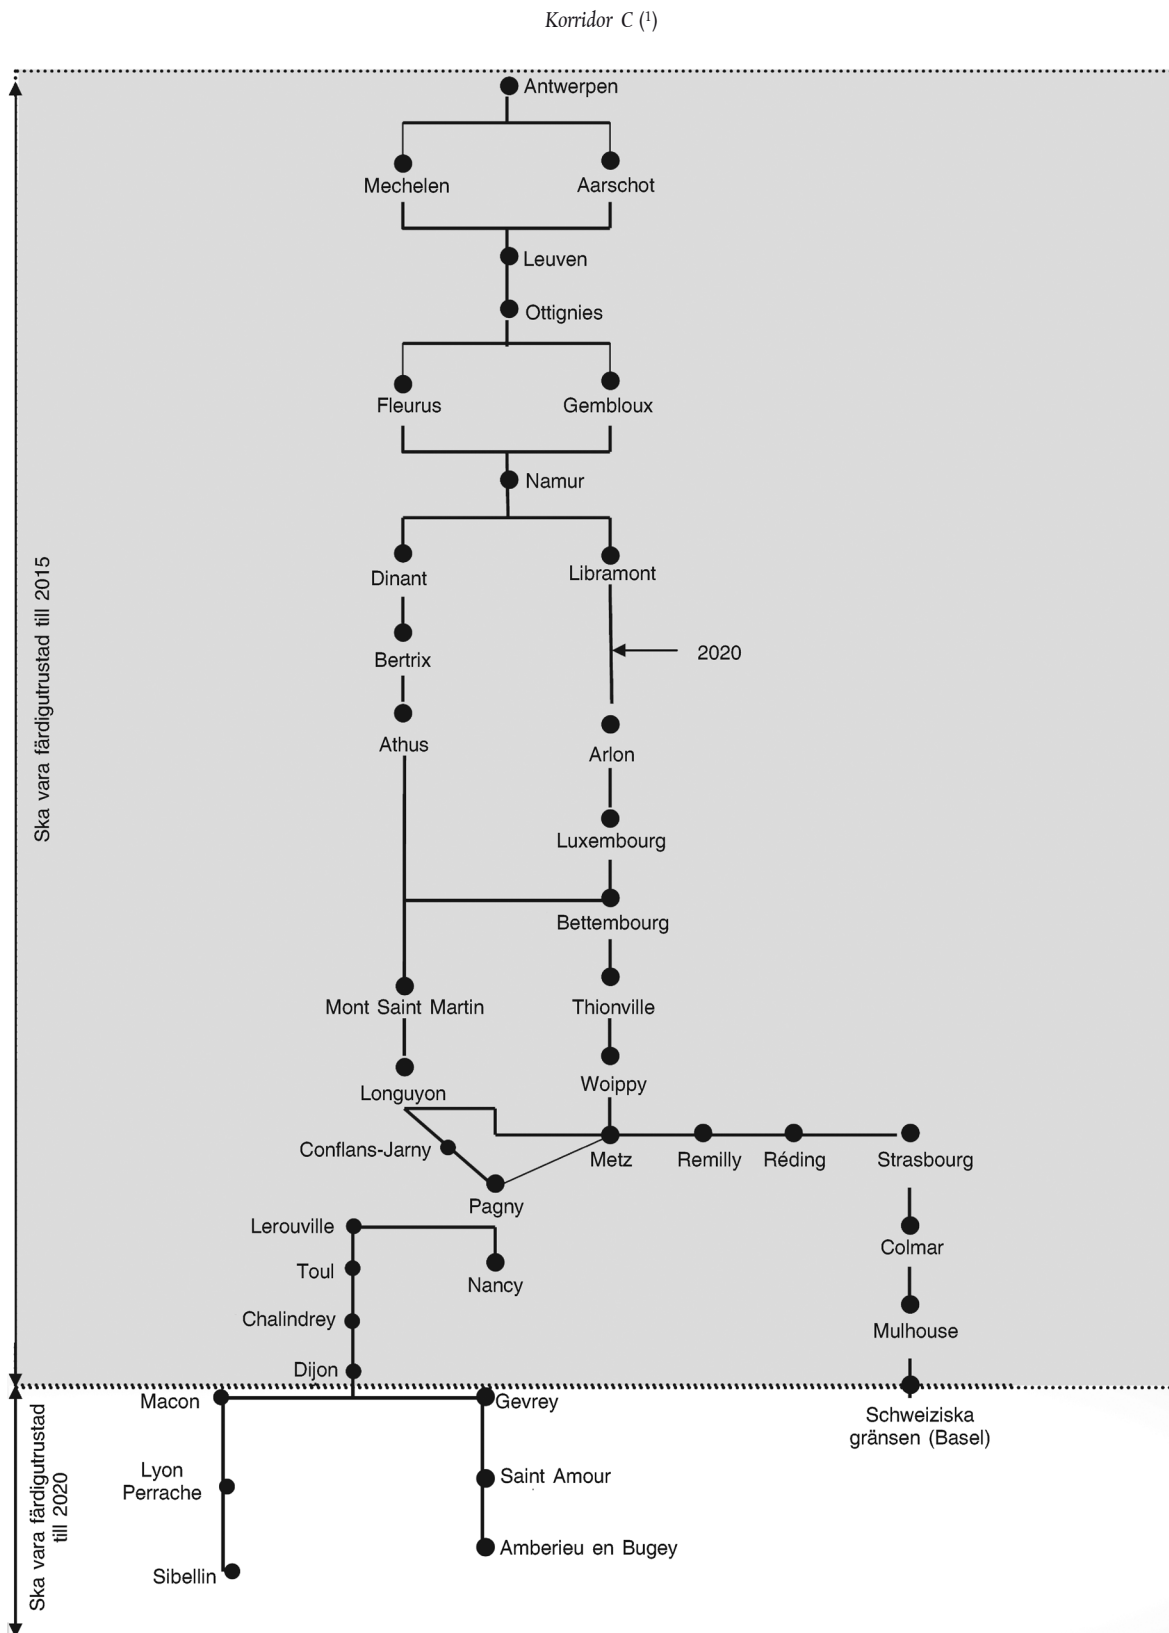 Korridor C (¹)
Antwerpen
Mechelen
Aarschot
Leuven
Ottignies
Fleurus
Gembloux
Namur
Dinant
Libramont
Ska vara färdigutrustad till 2015
2020
Bertrix
Athus
Arlon
Luxembourg
Bettembourg
Mont Saint Martin
Thionville
Woippy
Longuyon
Conflans-Jarny
Metz
Remilly
Réding
Strasbourg
Pagny
Lerouville
Colmar
Toul
Nancy
Chalindrey
Mulhouse
Dijon
Macon
Gevrey
Schweiziska
gränsen (Basel)
Lyon
Perrache
Saint Amour
Ska vara färdigutrustad
till 2020
Amberieu en Bugey
Sibellin